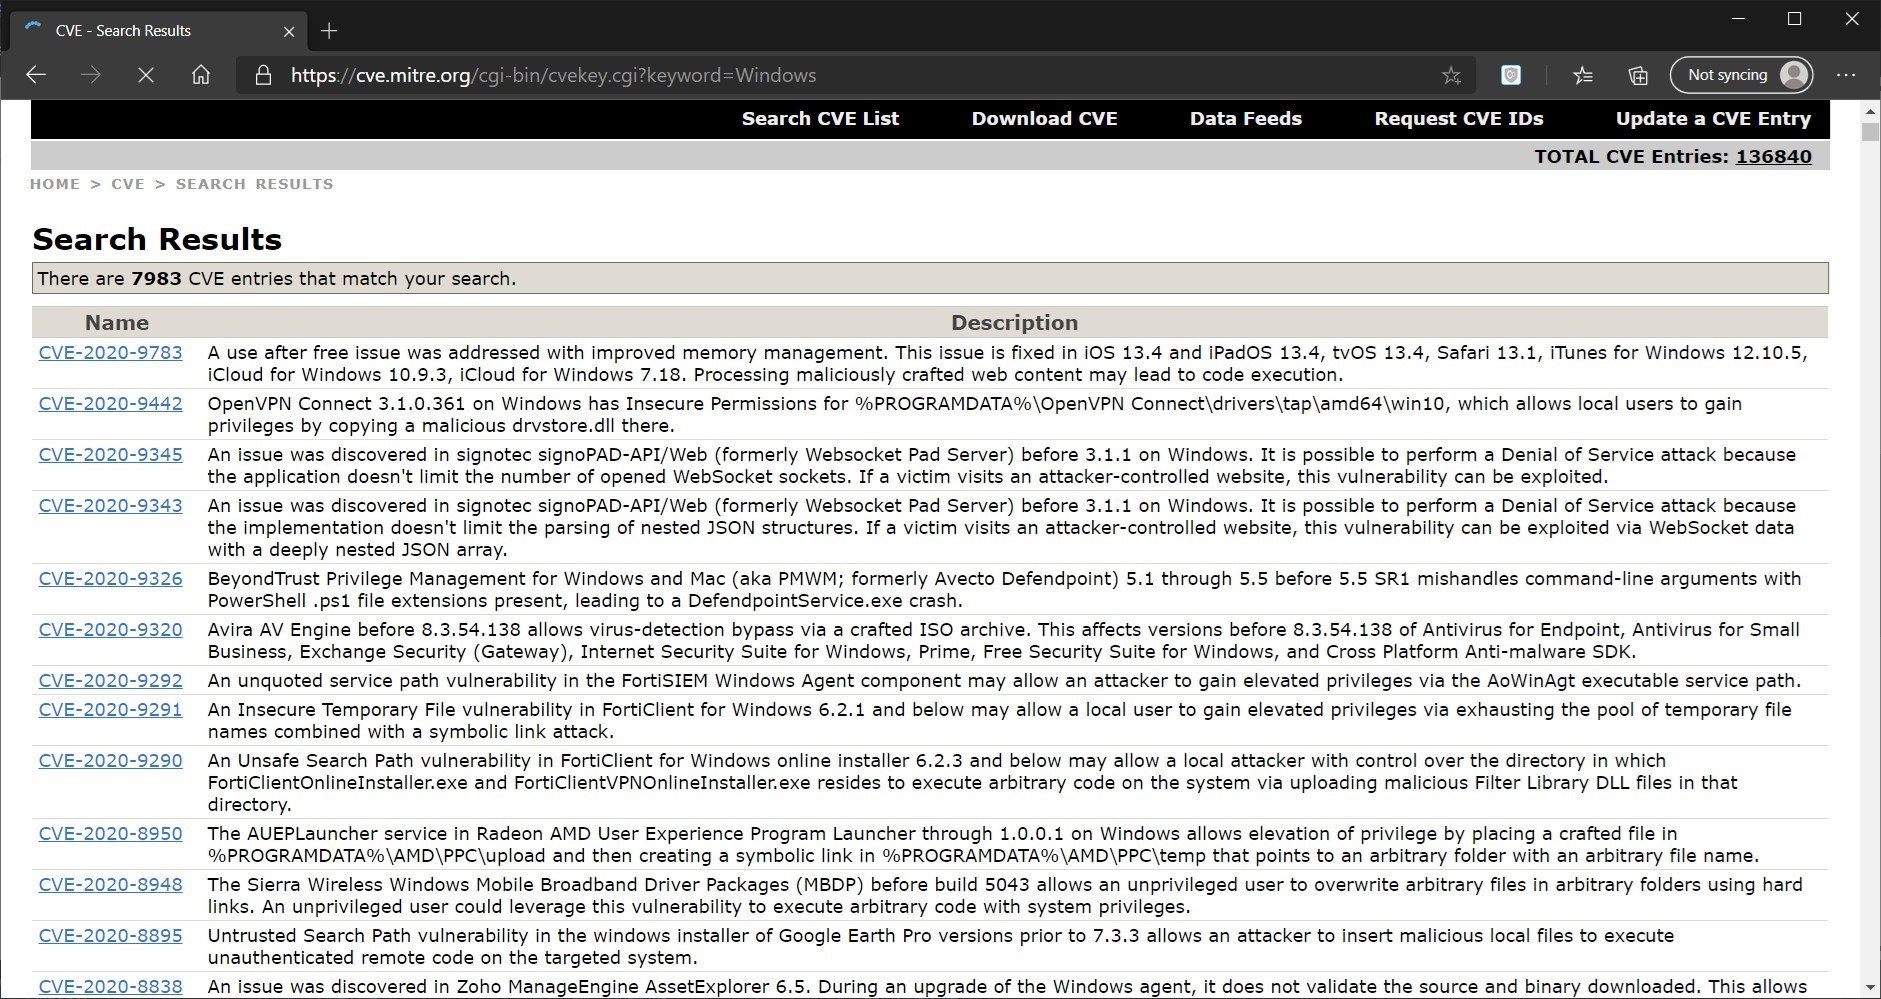 CVE - Search Results
https://cve.mitre.org/cgi-bin/cvekey.cgi?keyword=Windows
Not syncing
Search CVE List Download CVE Data Feeds Request CVE IDs Update a CVE Entry
TOTAL CVE Entries: 136840
HOME > CVE > SEARCH RESULTS
Search Results
There are 7983 CVE entries that match your search.
Name Description
CVE-2020-9783 A use after free issue was addressed with improved memory management. This issue is fixed in iOS 13.4 and iPadOS 13.4, tvOS 13.4, Safari 13.1, iTunes for Windows 12.10.5,
iCloud for Windows 10.9.3, iCloud for Windows 7.18. Processing maliciously crafted web content may lead to code execution.
CVE-2020-9442 OpenVPN Connect 3.1.0.361 on Windows has Insecure Permissions for %PROGRAMDATA%\OpenVPN Connect\drivers\tap\amd64\win10, which allows local users to gain
privileges by copying a malicious drvstore.dll there.
CVE-2020-9345 An issue was discovered in signotec signoPAD-API/Web (formerly Websocket Pad Server) before 3.1.1 on Windows. It is possible to perform a Denial of Service attack because
the application doesn't limit the number of opened WebSocket sockets. If a victim visits an attacker-controlled website, this vulnerability can be exploited.
CVE-2020-9343 An issue was discovered in signotec signoPAD-API/Web (formerly Websocket Pad Server) before 3.1.1 on Windows. It is possible to perform a Denial of Service attack because
the implementation doesn't limit the parsing of nested JSON structures. If a victim visits an attacker-controlled website, this vulnerability can be exploited via WebSocket data
with a deeply nested JSON array.
CVE-2020-9326 BeyondTrust Privilege Management for Windows and Mac (aka PMWM; formerly Avecto Defendpoint) 5.1 through 5.5 before 5.5 SR1 mishandles command-line arguments with
PowerShell .ps1 file extensions present, leading to a DefendpointService.exe crash.
CVE-2020-9320 Avira AV Engine before 8.3.54.138 allows virus-detection bypass via a crafted ISO archive. This affects versions before 8.3.54.138 of Antivirus for Endpoint, Antivirus for Small
Business, Exchange Security (Gateway), Internet Security Suite for Windows, Prime, Free Security Suite for Windows, and Cross Platform Anti-malware SDK.
CVE-2020-9292 An unquoted service path vulnerability in the FortiSIEM Windows Agent component may allow an attacker to gain elevated privileges via the AoWinAgt executable service path.
CVE-2020-9291 An Insecure Temporary File vulnerability in FortiClient for Windows 6.2.1 and below may allow a local user to gain elevated privileges via exhausting the pool of temporary file
names combined with a symbolic link attack.
CVE-2020-9290 An Unsafe Search Path vulnerability in FortiClient for Windows online installer 6.2.3 and below may allow a local attacker with control over the directory in which
FortiClientOnlineInstaller.exe and FortiClientVPNOnlineInstaller.exe resides to execute arbitrary code on the system via uploading malicious Filter Library DLL files in that
directory.
CVE-2020-8950 The AUEPLauncher service in Radeon AMD User Experience Program Launcher through 1.0.0.1 on Windows allows elevation of privilege by placing a crafted file in
%PROGRAMDATA%\AMD\PPC\upload and then creating a symbolic link in %PROGRAMDATA%\AMD\PPC\temp that points to an arbitrary folder with an arbitrary file name.
CVE-2020-8948 The Sierra Wireless Windows Mobile Broadband Driver Packages (MBDP) before build 5043 allows an unprivileged user to overwrite arbitrary files in arbitrary folders using hard
links. An unprivileged user could leverage this vulnerability to execute arbitrary code with system privileges.
CVE-2020-8895 Untrusted Search Path vulnerability in the windows installer of Google Earth Pro versions prior to 7.3.3 allows an attacker to insert malicious local files to execute
unauthenticated remote code on the targeted system.
CVE-2020-8838 An issue was discovered in Zoho ManageEngine AssetExplorer 6.5. During an upgrade of the Windows agent, it does not validate the source and binary downloaded. This allows